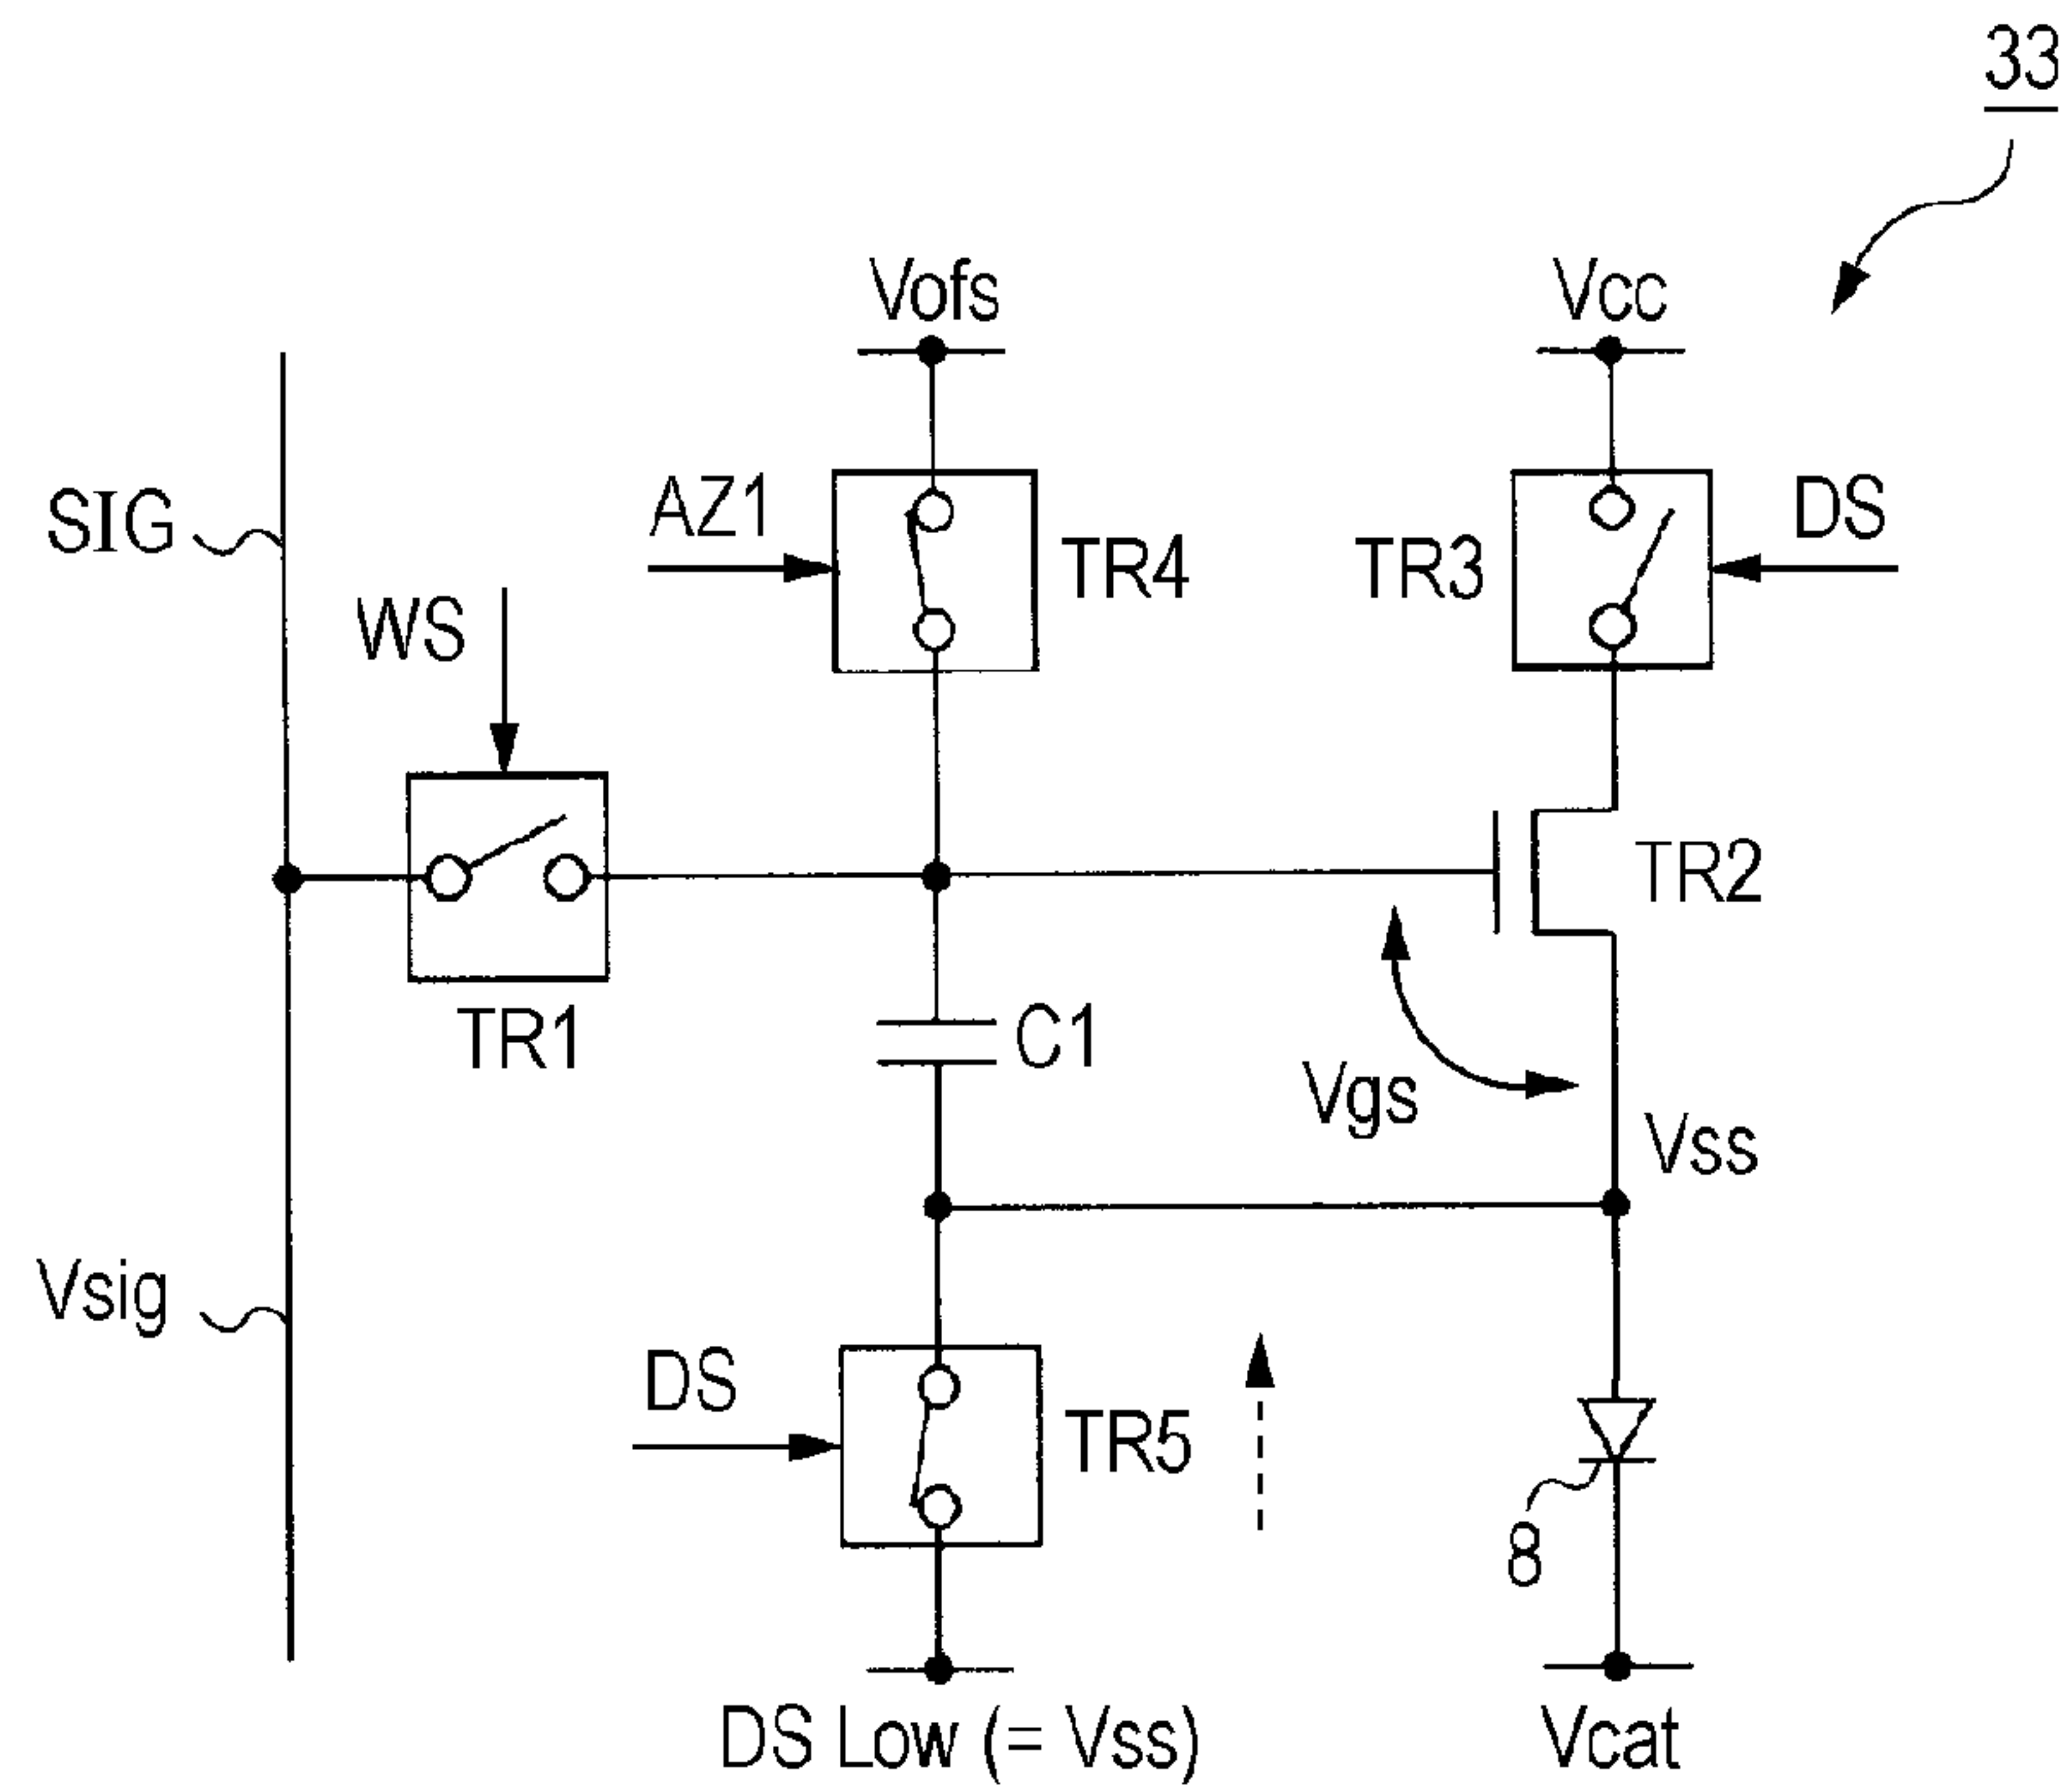 33
Vofs
Vcc
SIG
AZ1
TR4
TR3
DS
WS
TR2
TR1
C1
Vgs
Vss
Vsig
DS
TR5
8
DS Low (= Vss)
Vcat